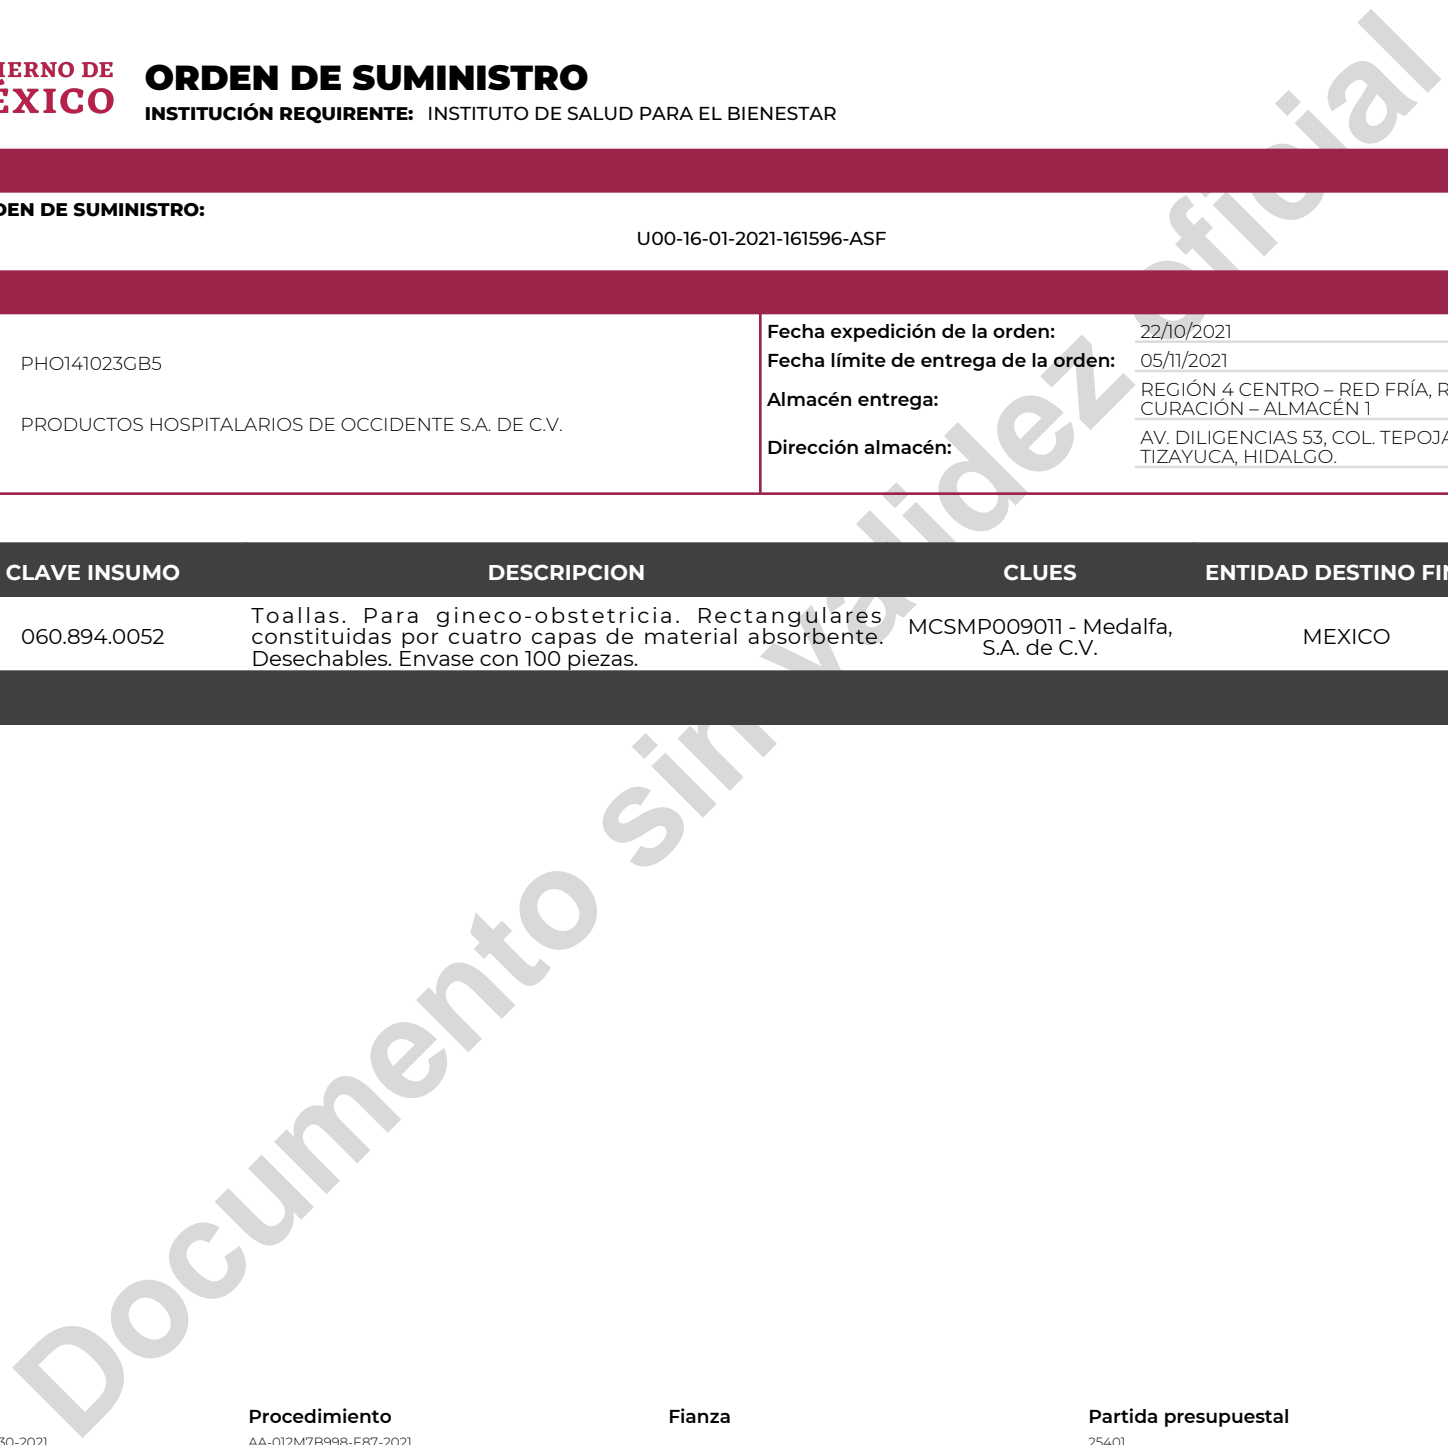 IERNO DE
ÉXICO
ORDEN DE SUMINISTRO
INSTITUCIÓN REQUIRENTE: INSTITUTO DE SALUD PARA EL BIENESTAR
DEN DE SUMINISTRO:
U00-16-01-2021-161596-ASF
PHO141023GB5
PRODUCTOS HOSPITALARIOS DE OCCIDENTE S.A. DE C.V.
Fecha expedición de la orden: 22/10/2021
Fecha límite de entrega de la orden: 05/11/2021
Almacén entrega: REGIÓN 4 CENTRO – RED FRÍA, R
CURACIÓN – ALMACÉN 1
Dirección almacén: AV. DILIGENCIAS 53, COL. TEPOJA
TIZAYUCA, HIDALGO.
CLAVE INSUMO DESCRIPCION CLUES ENTIDAD DESTINO FIN
060.894.0052
Toallas. Para gineco-obstetricia. Rectangulares
constituidas por cuatro capas de material absorbente.
Desechables. Envase con 100 piezas.
MCSMP009011 - Medalfa,
S.A. de C.V.
MEXICO
Documento sin validez oficial
Procedimiento Fianza Partida presupuestal
30-2021 AA-012M7B998-E87-2021 25401